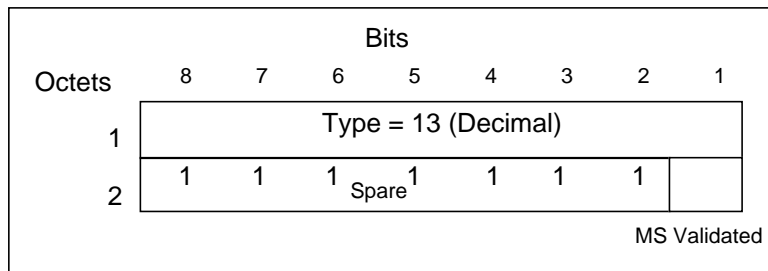 Bits
Octets 8 7 6 5 4 3 2 1
1 Type = 13 (Decimal)
2 1 1 1 1 1 1 1
Spare
MS Validated